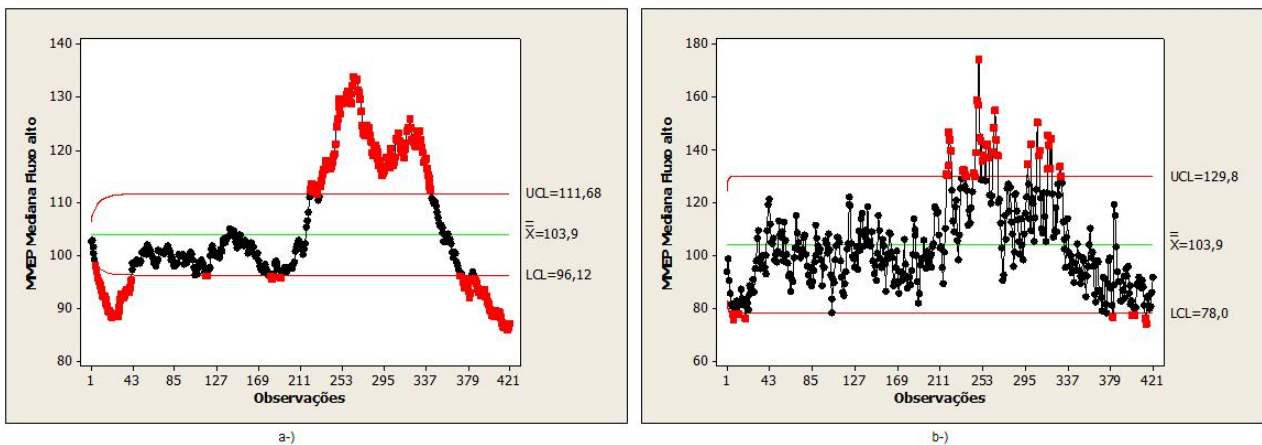 MMEP Mediana Fluxo alto
140
130
120
110
100
90
80
UCL=111,68
X=103,9
LCL=96,12
1 43 85 127 169 211 253 295 337 379 421
Observações
a-)
MMEP Mediana Fluxo alto
180
160
140
120
100
80
60
UCL=129,8
X=103,9
LCL=78,0
1 43 85 127 169 211 253 295 337 379 421
Observações
b-)